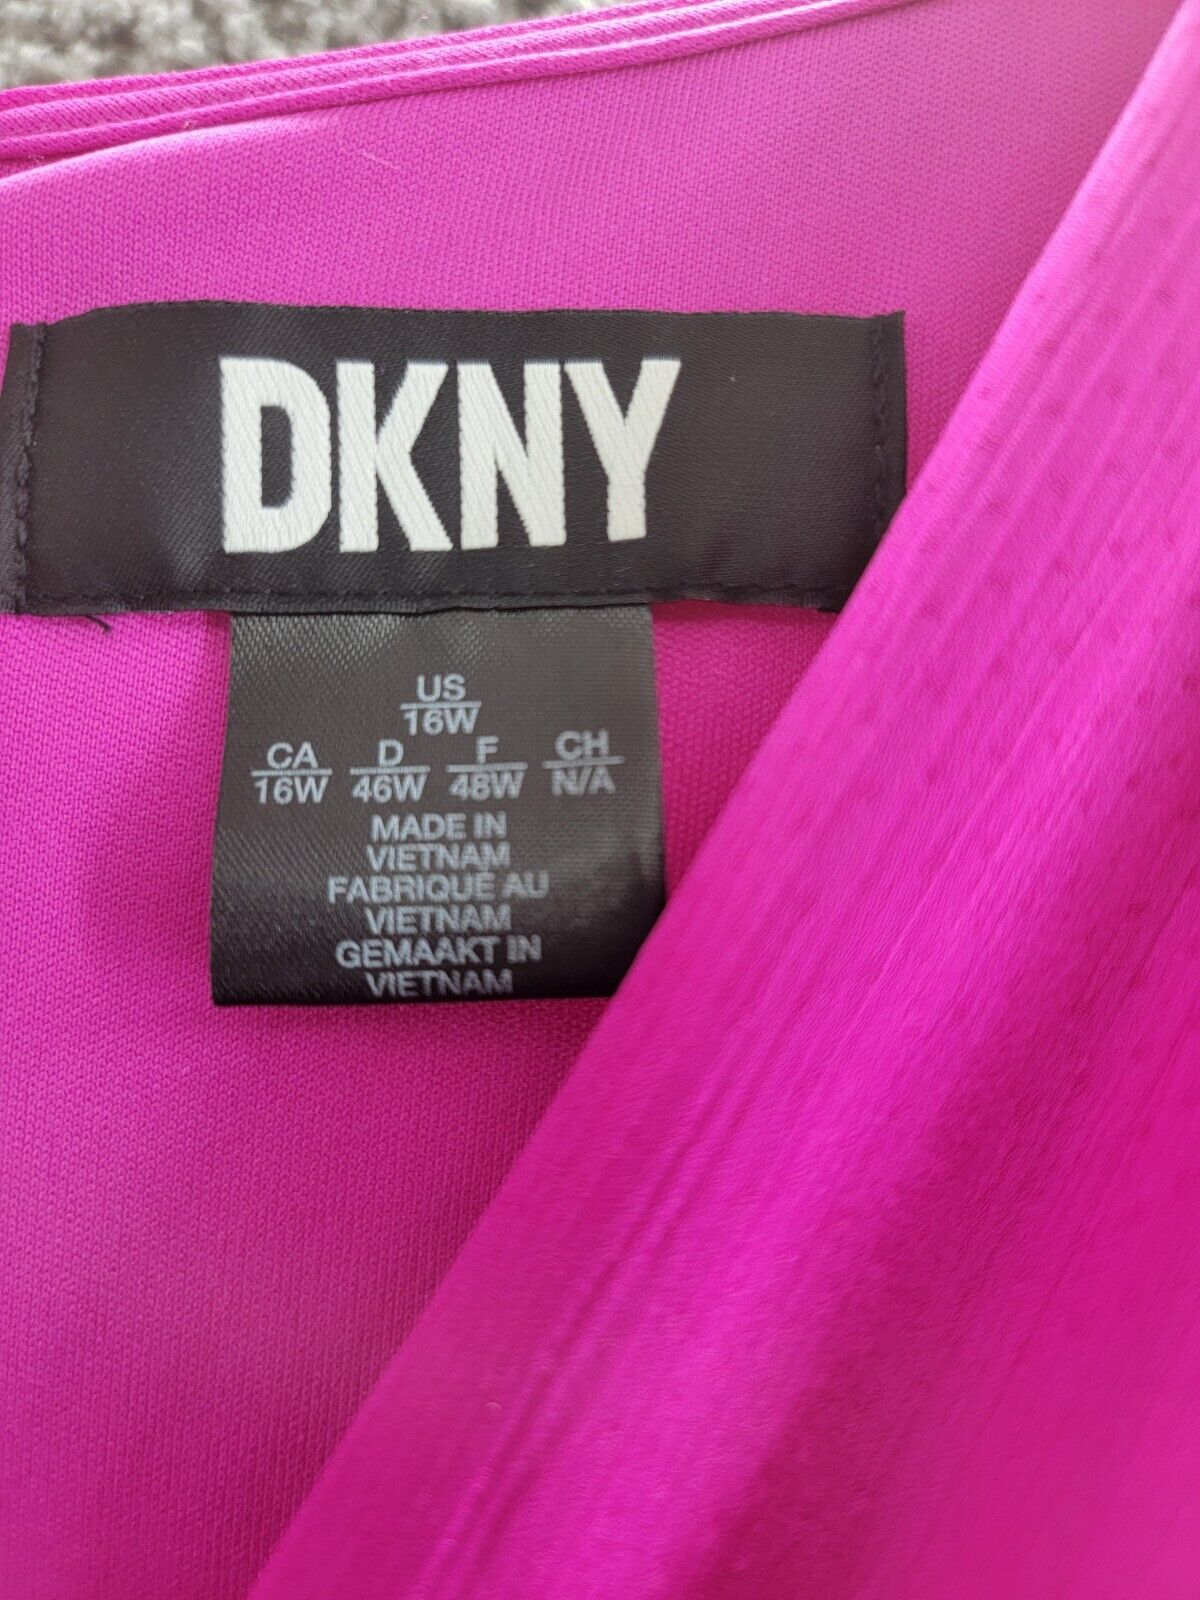 DKNY
US
16W
CA D F CH
16W 46W 48W N/A
MADE IN
VIETNAM
FABRIQUÉ AU
VIETNAM
GEMAAKT IN
VIETNAM